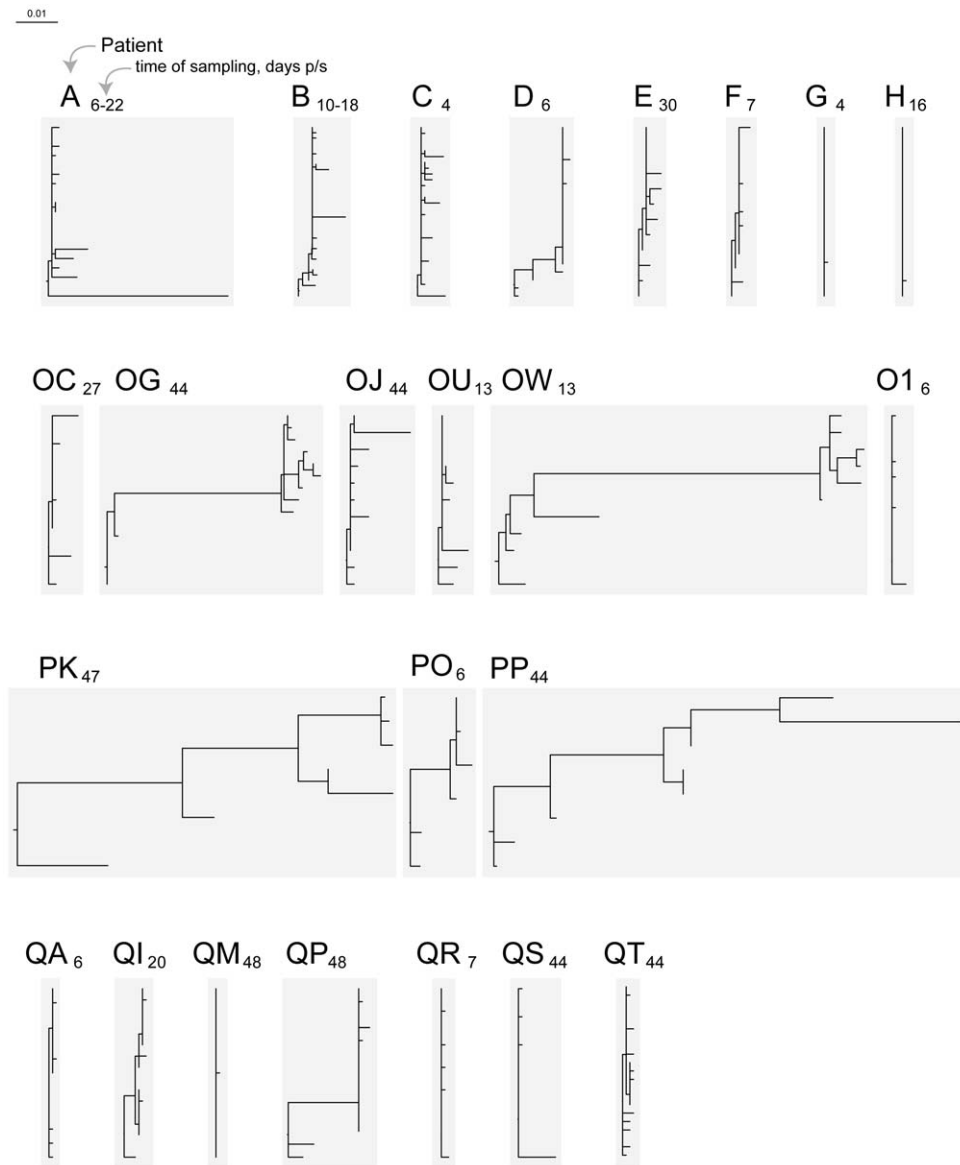 0.01
Patient
time of sampling, days p/s
A 6-22 B 10-18 C 4 D 6 E 30 F 7 G 4 H 16
OC 27 OG 44 OJ 44 OU 13 OW 13 O1 6
PK 47 PO 6 PP 44
QA 6 QI 20 QM 48 QP 48 QR 7 QS 44 QT 44